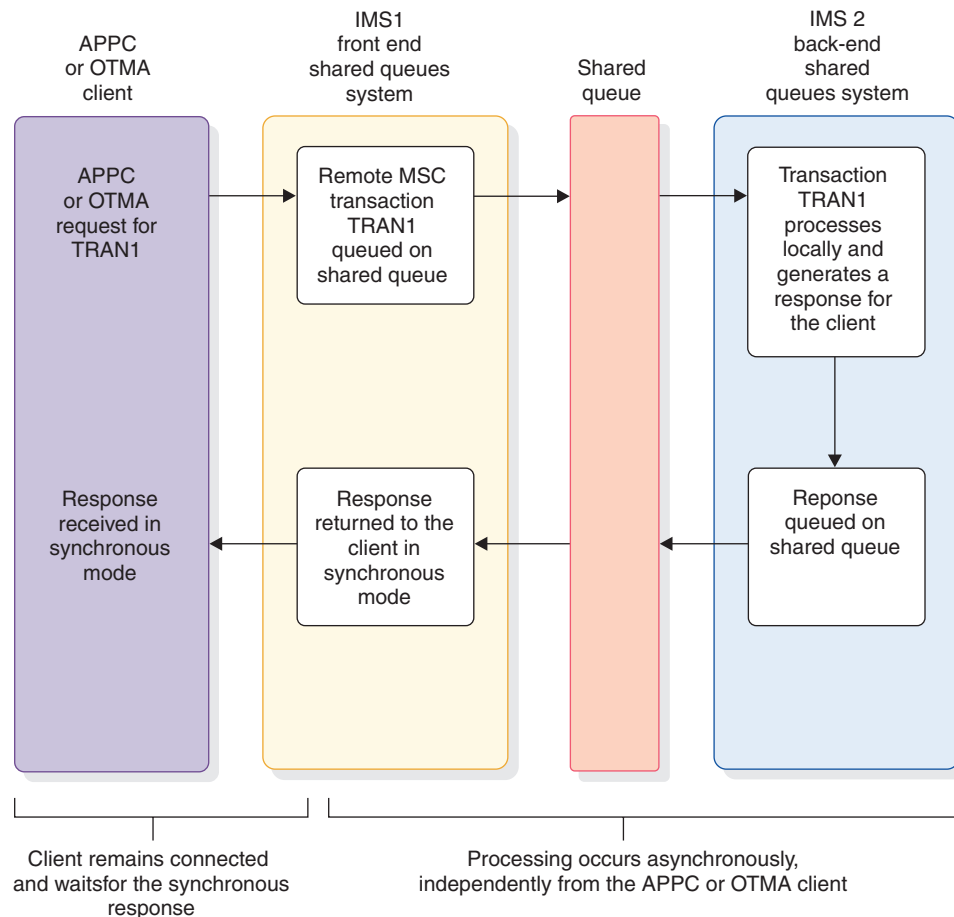 APPC
or OTMA
client
IMS1
front end
shared queues
system
Shared
queue
IMS 2
back-end
shared
queues system
APPC
or OTMA
request for
TRAN1
Remote MSC
transaction
TRAN1
queued on
shared queue
Transaction
TRAN1
processes
locally and
generates a
response for
the client
Response
received in
synchronous
mode
Response
returned to the
client in
synchronous
mode
Reponse
queued on
shared queue
Client remains connected
and waitsfor the synchronous
response
Processing occurs asynchronously,
independently from the APPC or OTMA client